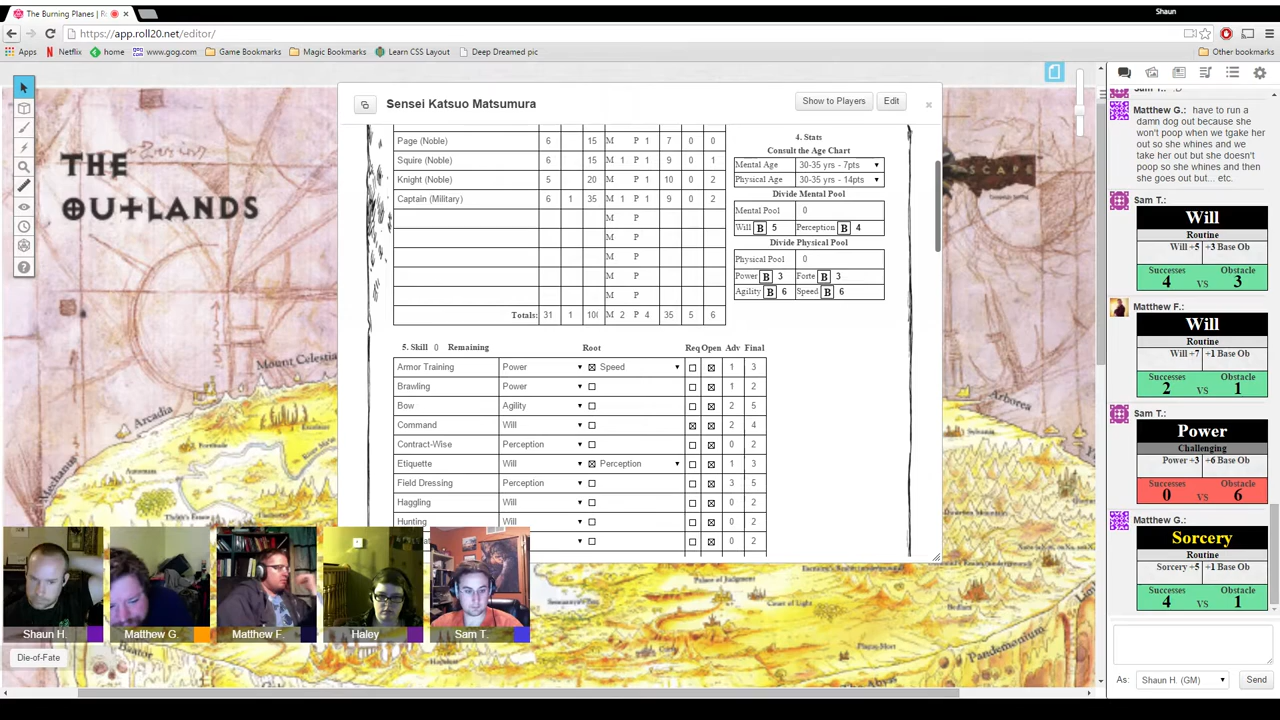 Shaun
The Burning Planes | R
https://app.roll20.net/editor/
Apps
Netflix
home
www.gog.com
Game Bookmarks
Magic Bookmarks
Learn CSS Layout
Deep Dreamed pic
Other bookmarks
THE
OUTLANDS
Mount Celestia
Arcadia
Mechanus
Arborea
Pandemonium
Baator
Palace of Judgment
Court of Light
Sensei Katsuo Matsumura
Show to Players
Edit
Page (Noble) 6 15 M P 1 7 0 0
Squire (Noble) 6 15 M 1 P 1 9 0 1
Knight (Noble) 5 20 M P 1 10 0 2
Captain (Military) 6 1 35 M 1 P 1 9 0 2
M P
M P
M P
M P
M P
Totals: 31 1 100 M 2 P 4 35 5 6
4. Stats
Consult the Age Chart
Mental Age 30-35 yrs - 7pts
Physical Age 30-35 yrs - 14pts
Divide Mental Pool
Mental Pool 0
Will B 5 Perception B 4
Divide Physical Pool
Physical Pool 0
Power B 3 Forte B 3
Agility B 6 Speed B 6
5. Skill 0 Remaining Root Req Open Adv Final
Armor Training Power Speed 1 3
Brawling Power 1 2
Bow Agility 2 5
Command Will 2 4
Contract-Wise Perception 0 2
Etiquette Will Perception 1 3
Field Dressing Perception 3 5
Haggling Will 0 2
Hunting Will 0 2
0 2
Shaun H.
Matthew G.
Matthew F.
Haley
Sam T.
Die-of-Fate
Matthew G.: have to run a
damn dog out because she
won't poop when we tgake her
out so she whines and we
take her out but she doesn't
poop so she whines and then
she goes out but... etc.
Sam T.:
Will
Routine
Will +5 +3 Base Ob
Successes Obstacle
4 VS 3
Matthew F.:
Will
Routine
Will +7 +1 Base Ob
Successes Obstacle
2 VS 1
Sam T.:
Power
Challenging
Power +3 +6 Base Ob
Successes Obstacle
0 VS 6
Matthew G.:
Sorcery
Routine
Sorcery +5 +1 Base Ob
Successes Obstacle
4 VS 1
As: Shaun H. (GM)
Send